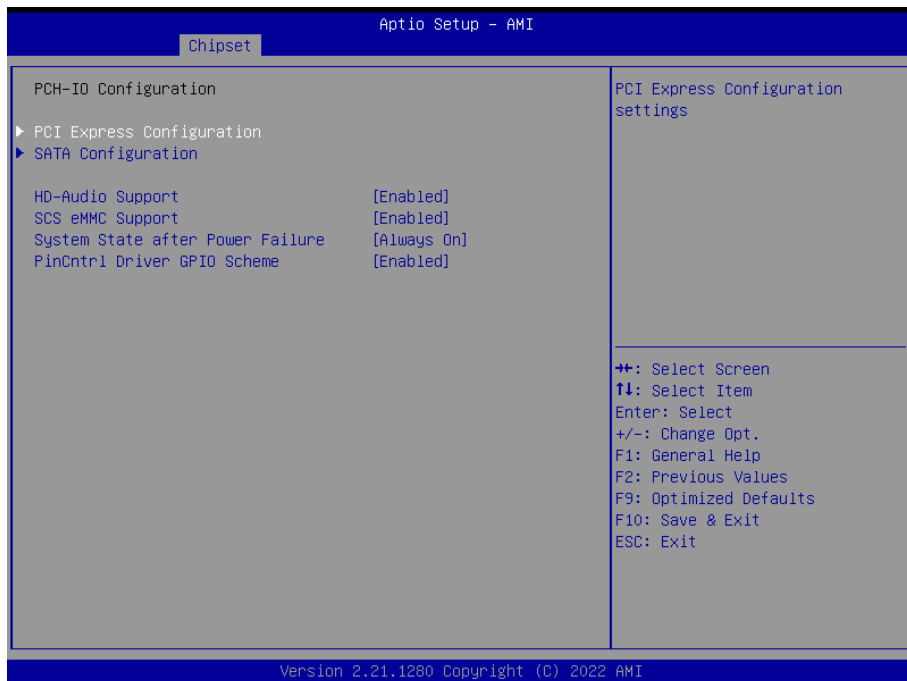 Aptio Setup – AMI
Chipset
PCH-IO Configuration
PCI Express Configuration
SATA Configuration
HD-Audio Support [Enabled]
SCS eMMC Support [Enabled]
System State after Power Failure [Always On]
PinCntrl Driver GPIO Scheme [Enabled]
PCI Express Configuration
settings
→←: Select Screen
↑↓: Select Item
Enter: Select
+/-: Change Opt.
F1: General Help
F2: Previous Values
F9: Optimized Defaults
F10: Save & Exit
ESC: Exit
Version 2.21.1280 Copyright (C) 2022 AMI